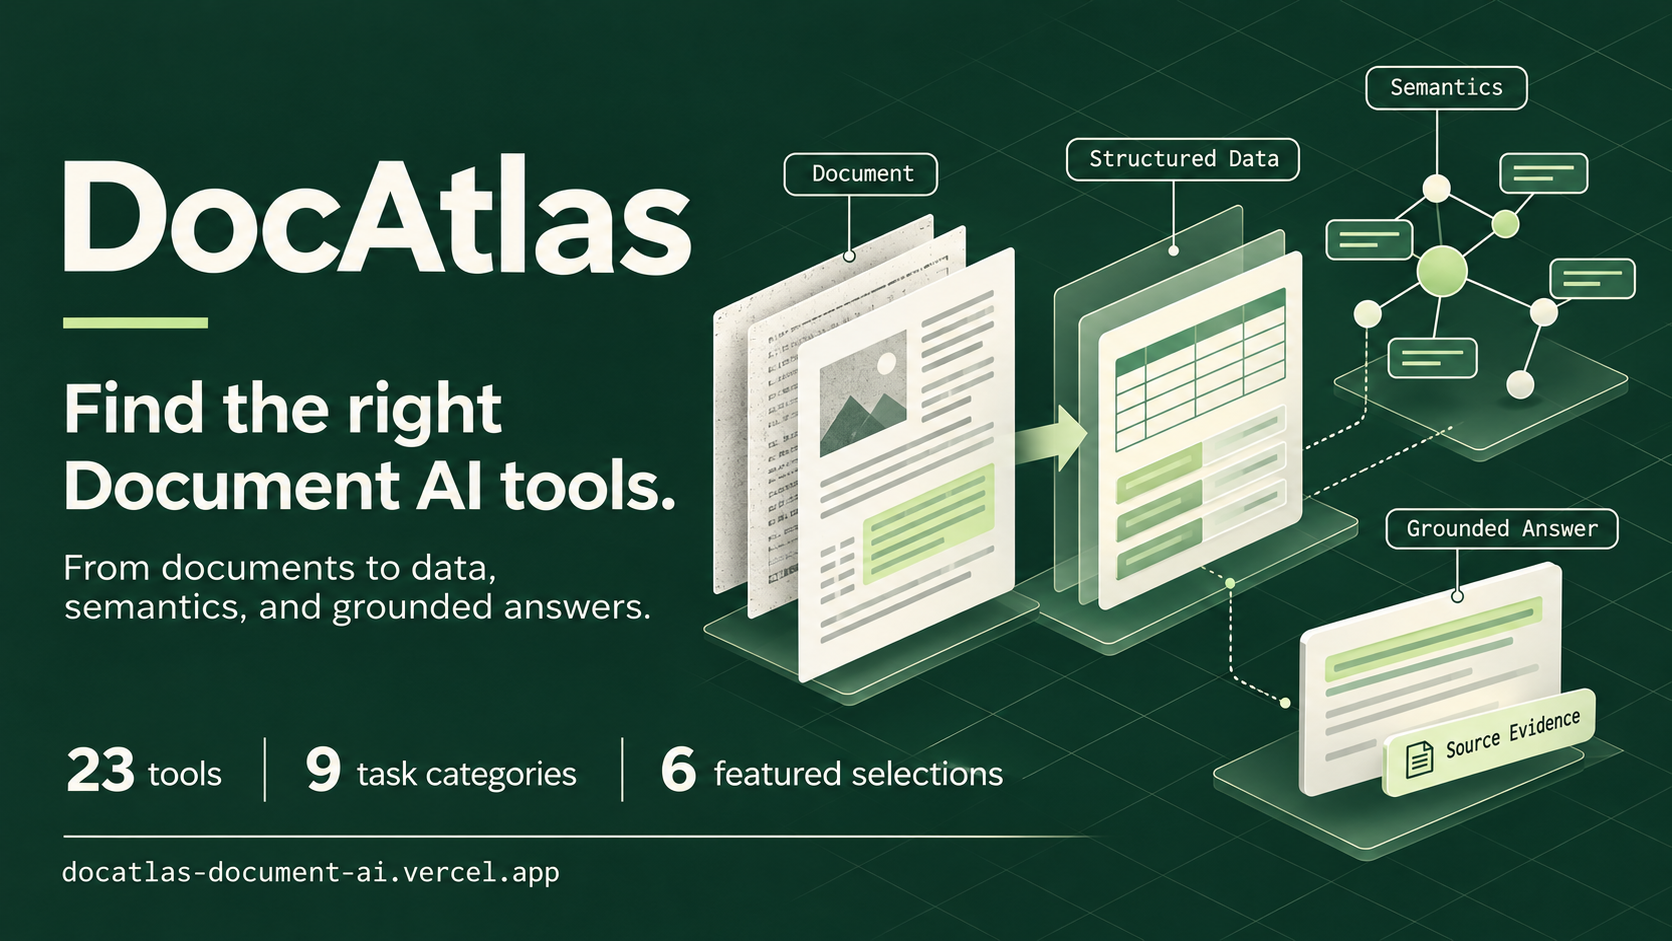 DocAtlas
Find the right
Document AI tools.
From documents to data,
semantics, and grounded answers.
23 tools
9 task categories
6 featured selections
docatlas-document-ai.vercel.app
Document
Structured Data
Semantics
Grounded Answer
Source Evidence